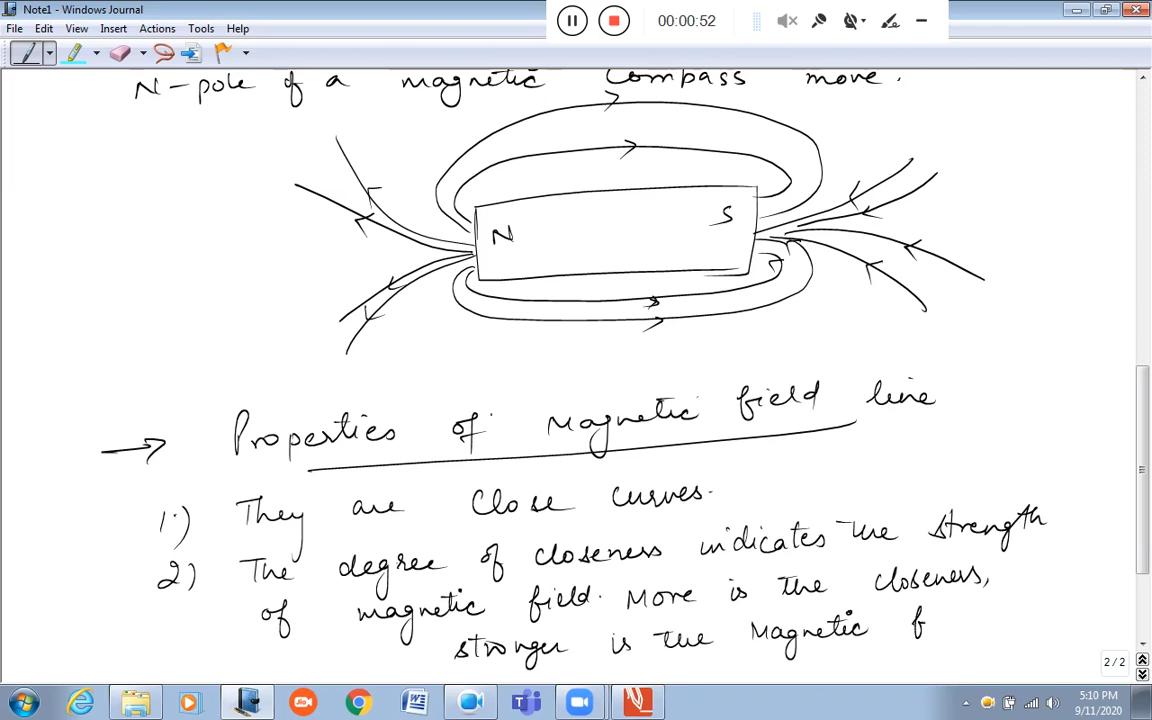 Note1 - Windows Journal
00:00:52
File Edit View Insert Actions Tools Help
N-pole of a magnetic Compass move.
N S
→ Properties of Magnetic field line
1.) They are Close curves.
2) The degree of closeness indicates the strength
of magnetic field. More is the closeness,
stronger is the Magnetic f
2 / 2
Jio W T
5:10 PM
9/11/2020